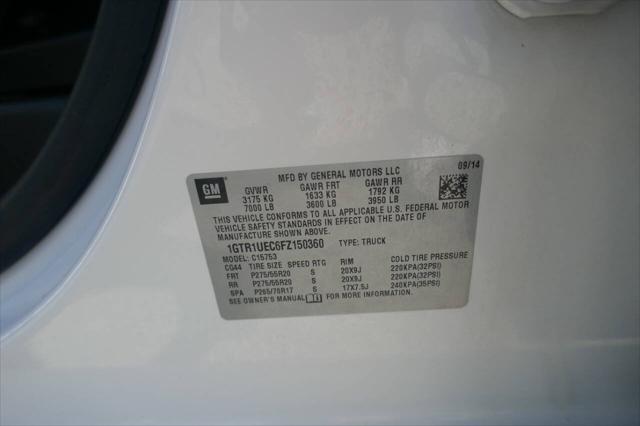 MFD BY GENERAL MOTORS LLC 09/14
GM
GVWR GAWR FRT GAWR RR
3175 KG 1633 KG 1792 KG
7000 LB 3600 LB 3950 LB
THIS VEHICLE CONFORMS TO ALL APPLICABLE U.S. FEDERAL MOTOR
VEHICLE SAFETY STANDARDS IN EFFECT ON THE DATE OF
MANUFACTURE SHOWN ABOVE.
1GTR1UEC6FZ150360 TYPE: TRUCK
MODEL: C15753
CG44 TIRE SIZE SPEED RTG RIM COLD TIRE PRESSURE
FRT P275/55R20 S 20X9J 220KPA(32PSI)
RR P275/55R20 S 20X9J 220KPA(32PSI)
SPA P265/70R17 S 17X7.5J 240KPA(35PSI)
SEE OWNER'S MANUAL FOR MORE INFORMATION.